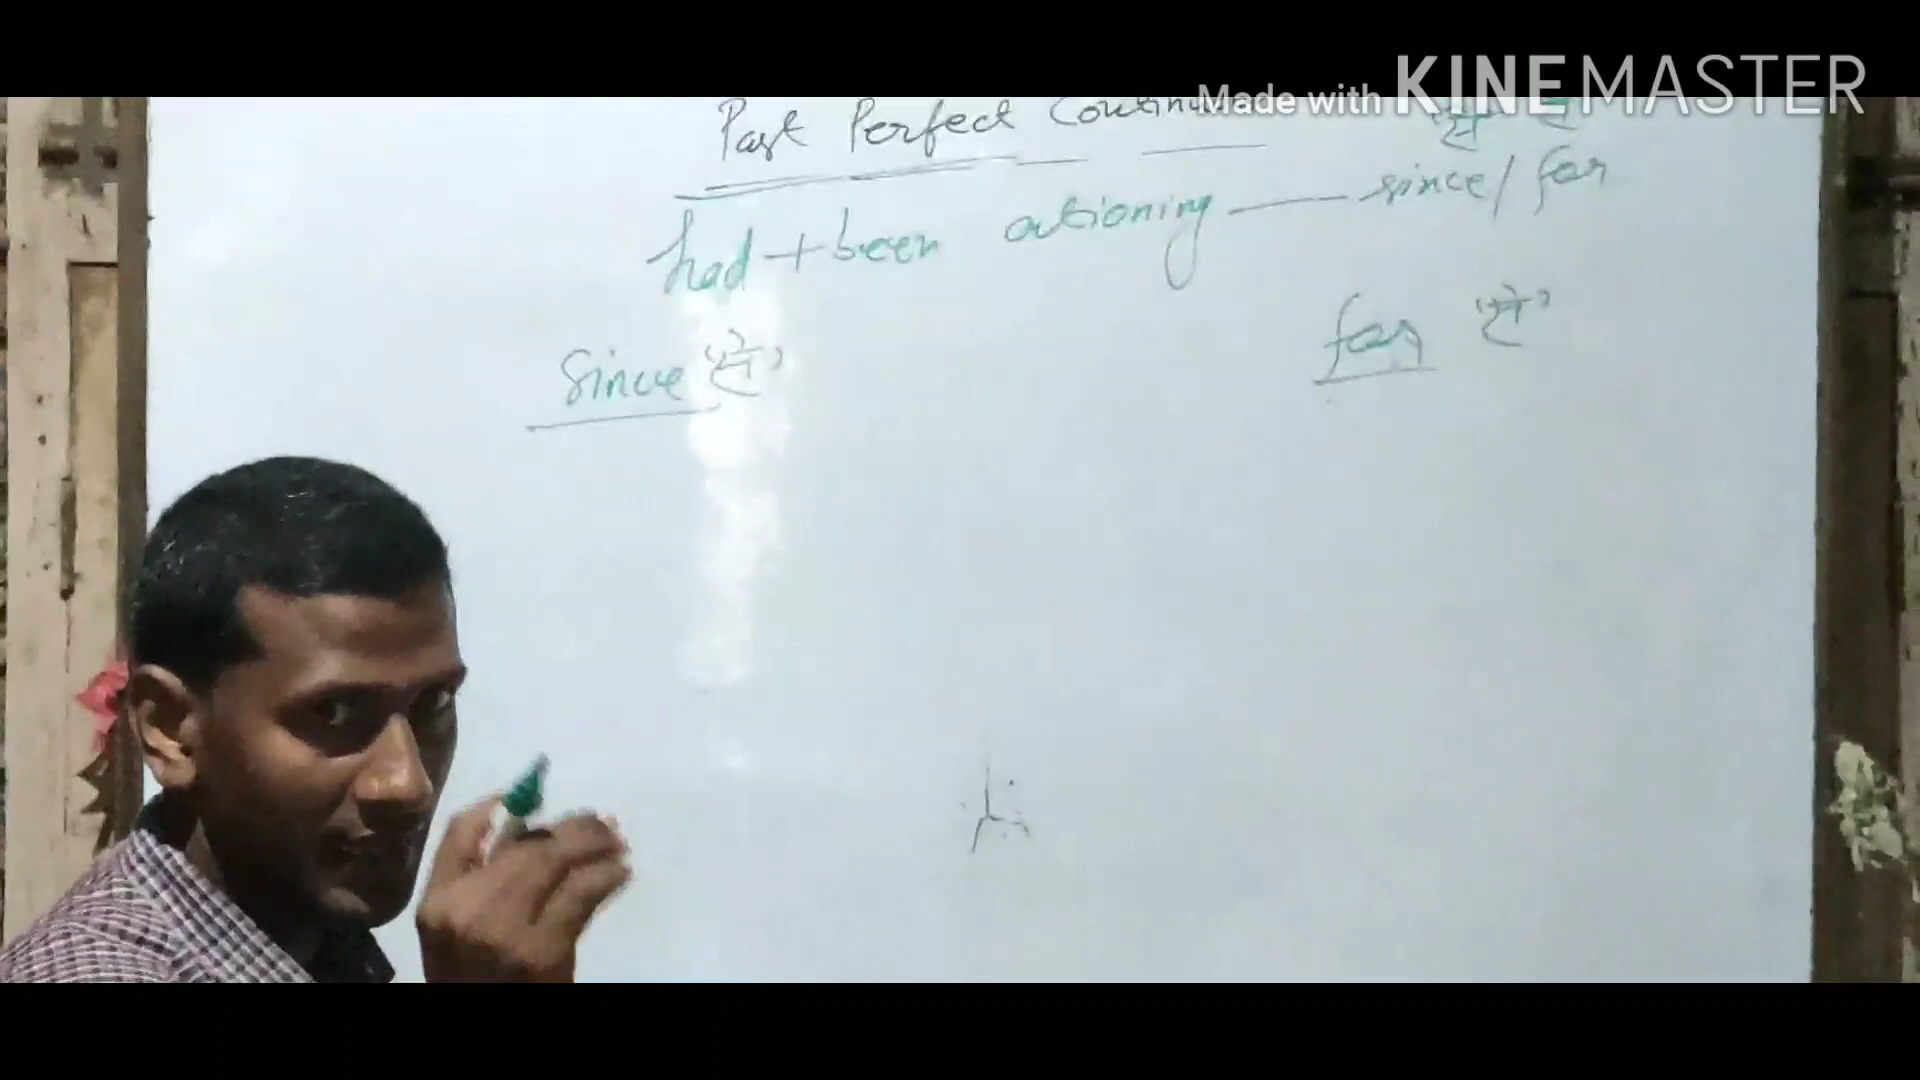 Made with KINEMASTER
Past Perfect Continu
had + been actioning — since / for
since 'से'
for 'से'